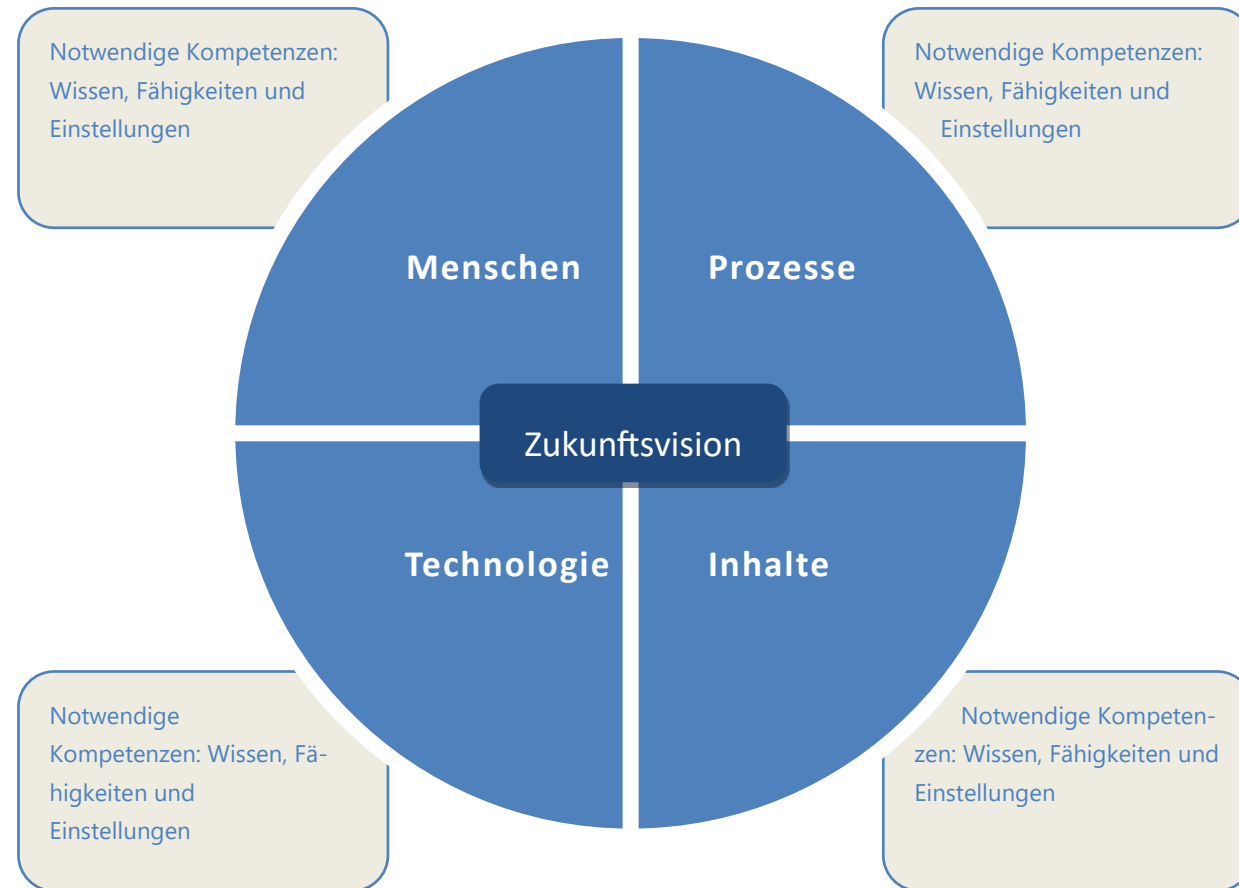 Notwendige Kompetenzen:
Wissen, Fähigkeiten und
Einstellungen
Notwendige Kompetenzen:
Wissen, Fähigkeiten und
Einstellungen
Menschen
Prozesse
Zukunftsvision
Technologie
Inhalte
Notwendige
Kompetenzen: Wissen, Fä-
higkeiten und
Einstellungen
Notwendige Kompeten-
zen: Wissen, Fähigkeiten und
Einstellungen